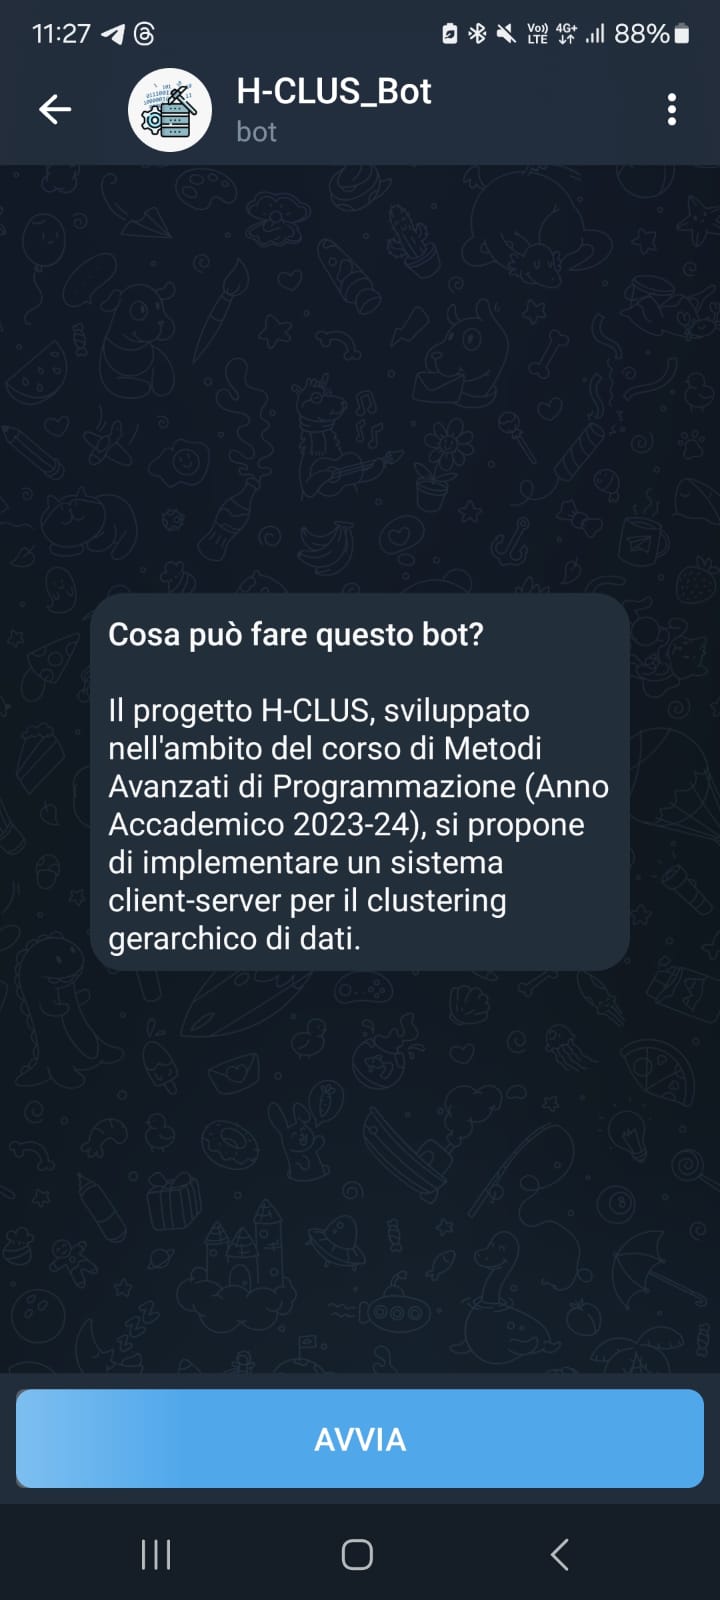 11:27
Vo))
LTE
4G+
88%
H-CLUS_Bot
bot
Cosa può fare questo bot?
Il progetto H-CLUS, sviluppato
nell'ambito del corso di Metodi
Avanzati di Programmazione (Anno
Accademico 2023-24), si propone
di implementare un sistema
client-server per il clustering
gerarchico di dati.
AVVIA